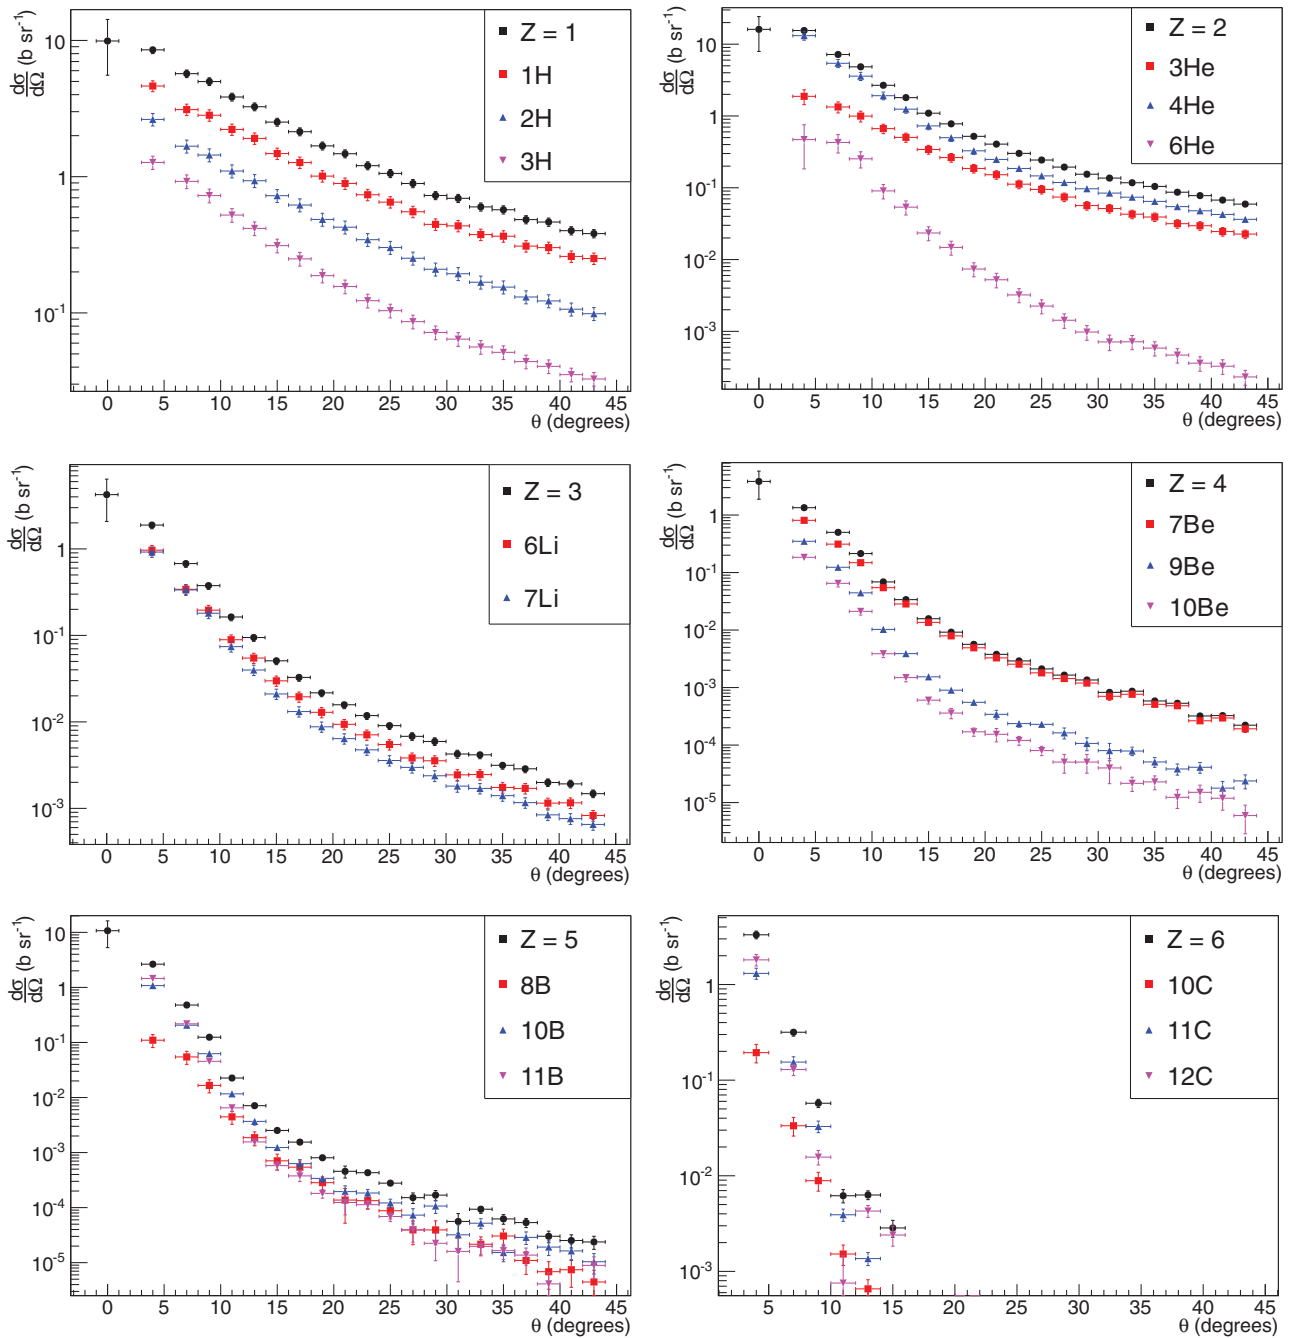 dσ/dΩ (b sr⁻¹)
10
1
10⁻¹
Z = 1
1H
2H
3H
0 5 10 15 20 25 30 35 40 45
θ (degrees)
dσ/dΩ (b sr⁻¹)
10
1
10⁻¹
10⁻²
10⁻³
Z = 2
3He
4He
6He
0 5 10 15 20 25 30 35 40 45
θ (degrees)
dσ/dΩ (b sr⁻¹)
1
10⁻¹
10⁻²
10⁻³
Z = 3
6Li
7Li
0 5 10 15 20 25 30 35 40 45
θ (degrees)
dσ/dΩ (b sr⁻¹)
1
10⁻¹
10⁻²
10⁻³
10⁻⁴
10⁻⁵
Z = 4
7Be
9Be
10Be
0 5 10 15 20 25 30 35 40 45
θ (degrees)
dσ/dΩ (b sr⁻¹)
10
1
10⁻¹
10⁻²
10⁻³
10⁻⁴
10⁻⁵
Z = 5
8B
10B
11B
0 5 10 15 20 25 30 35 40 45
θ (degrees)
dσ/dΩ (b sr⁻¹)
1
10⁻¹
10⁻²
10⁻³
Z = 6
10C
11C
12C
5 10 15 20 25 30 35 40 45
θ (degrees)